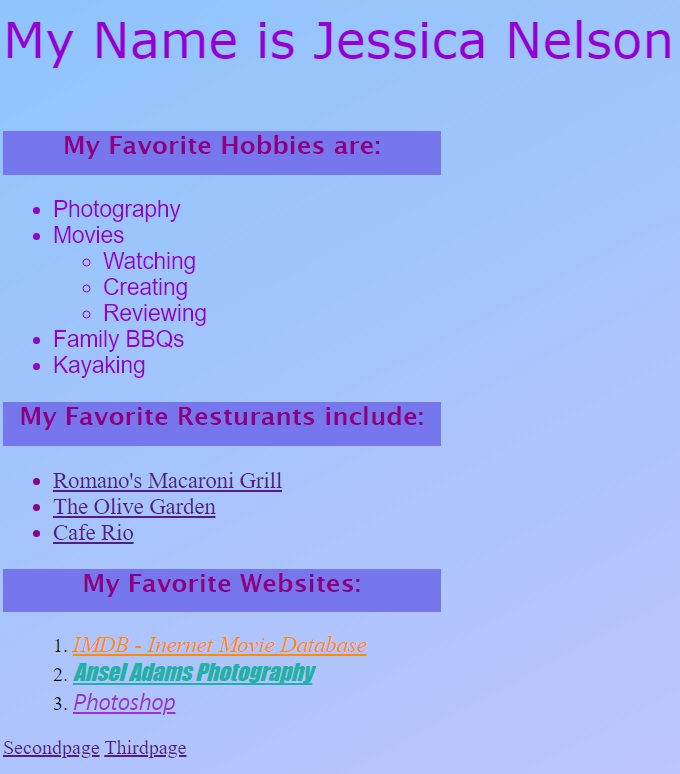 My Name is Jessica Nelson
My Favorite Hobbies are:
Photography
Movies
Watching
Creating
Reviewing
Family BBQs
Kayaking
My Favorite Resturants include:
Romano's Macaroni Grill
The Olive Garden
Cafe Rio
My Favorite Websites:
1. IMDB - Inernet Movie Database
2. Ansel Adams Photography
3. Photoshop
Secondpage Thirdpage